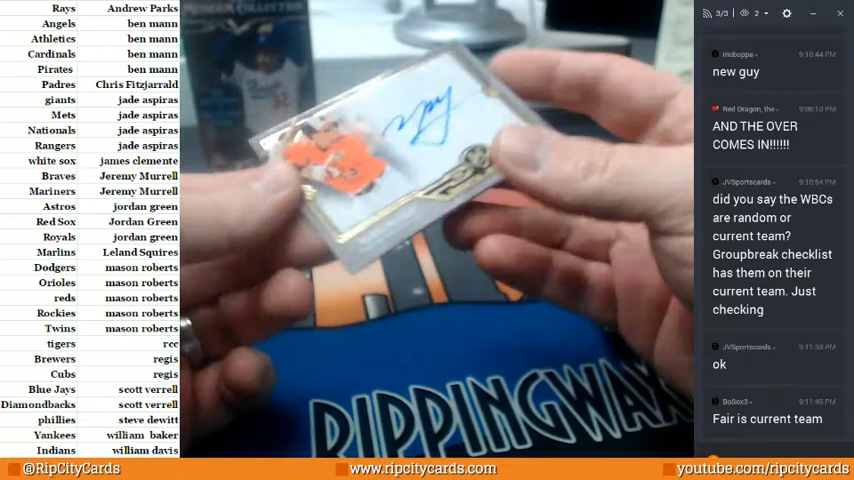 Rays Andrew Parks
Angels ben mann
Athletics ben mann
Cardinals ben mann
Pirates ben mann
Padres Chris Fitzjarrald
giants jade aspiras
Mets jade aspiras
Nationals jade aspiras
Rangers jade aspiras
white sox james clemente
Braves Jeremy Murrell
Mariners Jeremy Murrell
Astros jordan green
Red Sox Jordan Green
Royals jordan green
Marlins Leland Squires
Dodgers mason roberts
Orioles mason roberts
reds mason roberts
Rockies mason roberts
Twins mason roberts
tigers rcc
Brewers regis
Cubs regis
Blue Jays scott verrell
Diamondbacks scott verrell
phillies steve dewitt
Yankees william baker
Indians william davis
RIPPINGWAX
3/3 2
mcboppa 9:10:44 PM
new guy
Red Dragon, the 9:08:10 PM
AND THE OVER
COMES IN!!!!!!
JVSportscards 9:10:54 PM
did you say the WBCs
are random or
current team?
Groupbreak checklist
has them on their
current team. Just
checking
JVSportscards 9:11:33 PM
ok
BoSox3 9:11:45 PM
Fair is current team
@RipCityCards www.ripcitycards.com youtube.com/ripcitycards